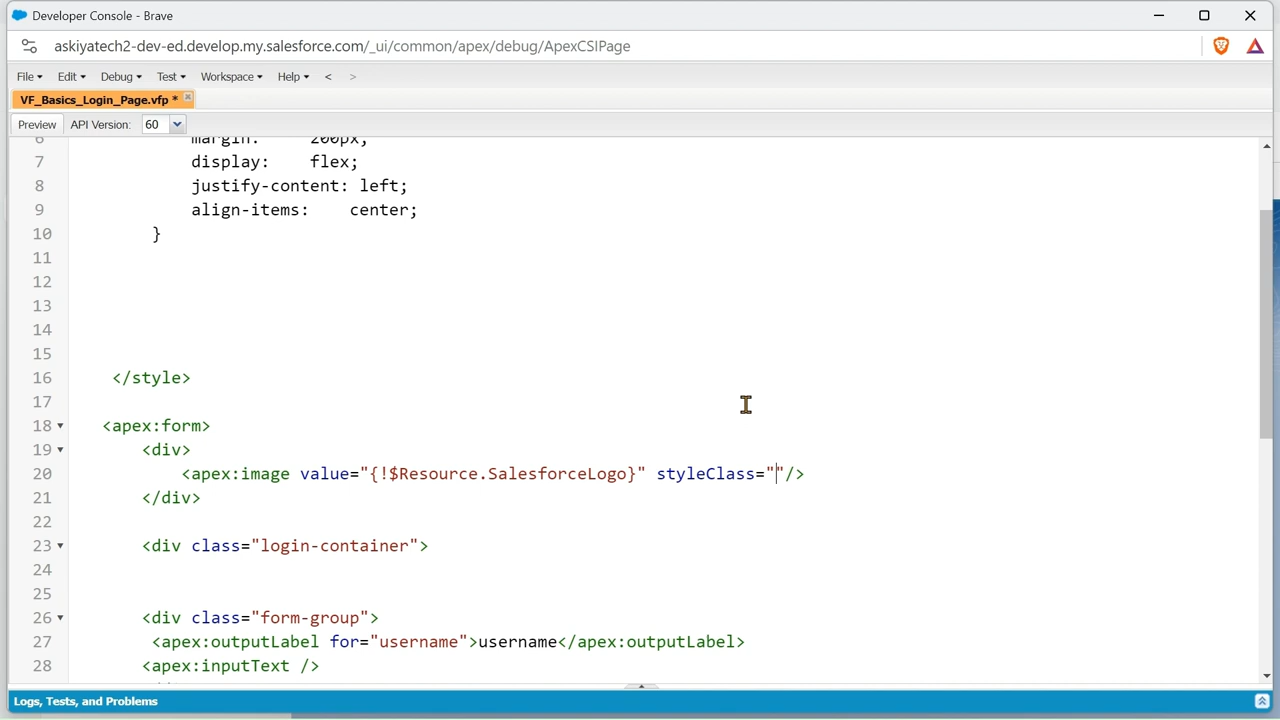 Developer Console - Brave
askiyatech2-dev-ed.develop.my.salesforce.com/_ui/common/apex/debug/ApexCSIPage
File Edit Debug Test Workspace Help < >
VF_Basics_Login_Page.vfp *
Preview API Version: 60
6 margin: 200px;
7 display: flex;
8 justify-content: left;
9 align-items: center;
10 }
11
12
13
14
15
16 </style>
17
18 <apex:form>
19 <div>
20 <apex:image value="{!$Resource.SalesforceLogo}" styleClass=""/>
21 </div>
22
23 <div class="login-container">
24
25
26 <div class="form-group">
27 <apex:outputLabel for="username">username</apex:outputLabel>
28 <apex:inputText />
Logs, Tests, and Problems